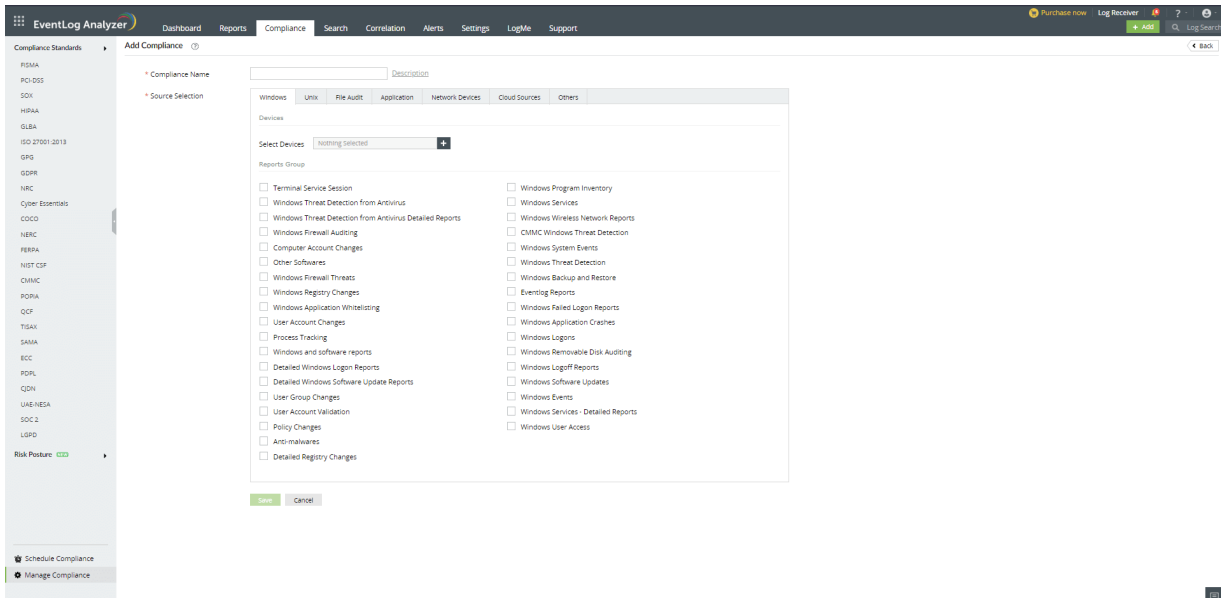 EventLog Analyzer
Dashboard Reports Compliance Search Correlation Alerts Settings LogMe Support
Purchase now Log Receiver ?
+ Add Log Search
Compliance Standards
FISMA
PCI-DSS
SOX
HIPAA
GLBA
ISO 27001:2013
GPG
GDPR
NRC
Cyber Essentials
COCO
NERC
FERPA
NIST CSF
CMMC
POPIA
QCF
TISAX
SAMA
ECC
PDPL
CJDN
UAE-NESA
SOC 2
LGPD
Risk Posture NEW
Schedule Compliance
Manage Compliance
Add Compliance ?
Back
* Compliance Name
Description
* Source Selection
Windows Unix File Audit Application Network Devices Cloud Sources Others
Devices
Select Devices Nothing Selected +
Reports Group
Terminal Service Session
Windows Threat Detection from Antivirus
Windows Threat Detection from Antivirus Detailed Reports
Windows Firewall Auditing
Computer Account Changes
Other Softwares
Windows Firewall Threats
Windows Registry Changes
Windows Application Whitelisting
User Account Changes
Process Tracking
Windows and software reports
Detailed Windows Logon Reports
Detailed Windows Software Update Reports
User Group Changes
User Account Validation
Policy Changes
Anti-malwares
Detailed Registry Changes
Windows Program Inventory
Windows Services
Windows Wireless Network Reports
CMMC Windows Threat Detection
Windows System Events
Windows Threat Detection
Windows Backup and Restore
Eventlog Reports
Windows Failed Logon Reports
Windows Application Crashes
Windows Logons
Windows Removable Disk Auditing
Windows Logoff Reports
Windows Software Updates
Windows Events
Windows Services - Detailed Reports
Windows User Access
Save Cancel